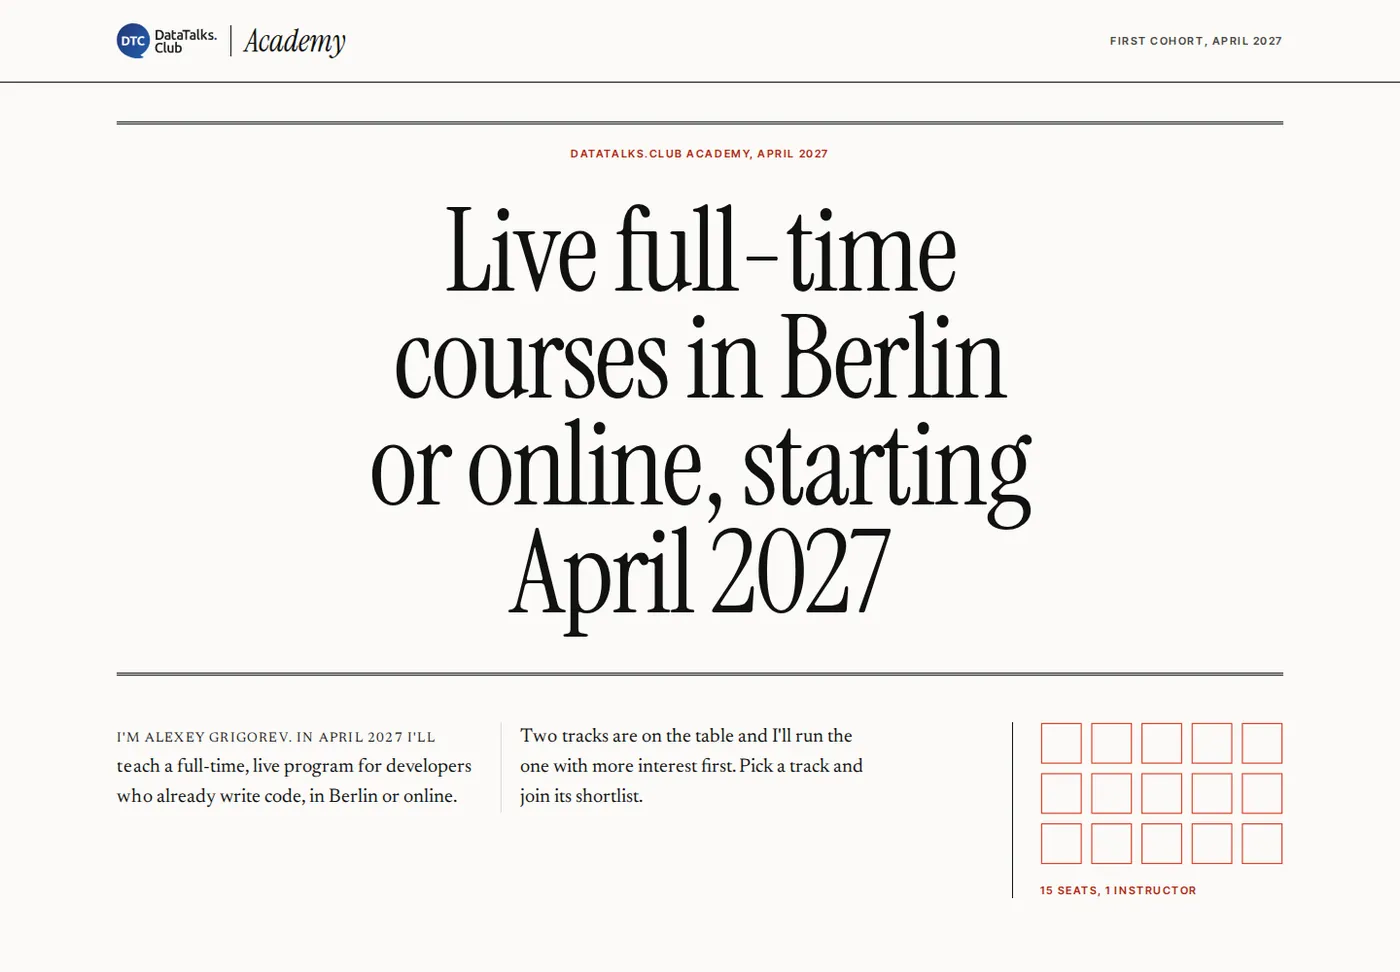 DTC
DataTalks.
Club
Academy
FIRST COHORT, APRIL 2027
DATATALKS.CLUB ACADEMY, APRIL 2027
Live full-time
courses in Berlin
or online, starting
April 2027
I'M ALEXEY GRIGOREV. IN APRIL 2027 I'LL
teach a full-time, live program for developers
who already write code, in Berlin or online.
Two tracks are on the table and I'll run the
one with more interest first. Pick a track and
join its shortlist.
15 SEATS, 1 INSTRUCTOR